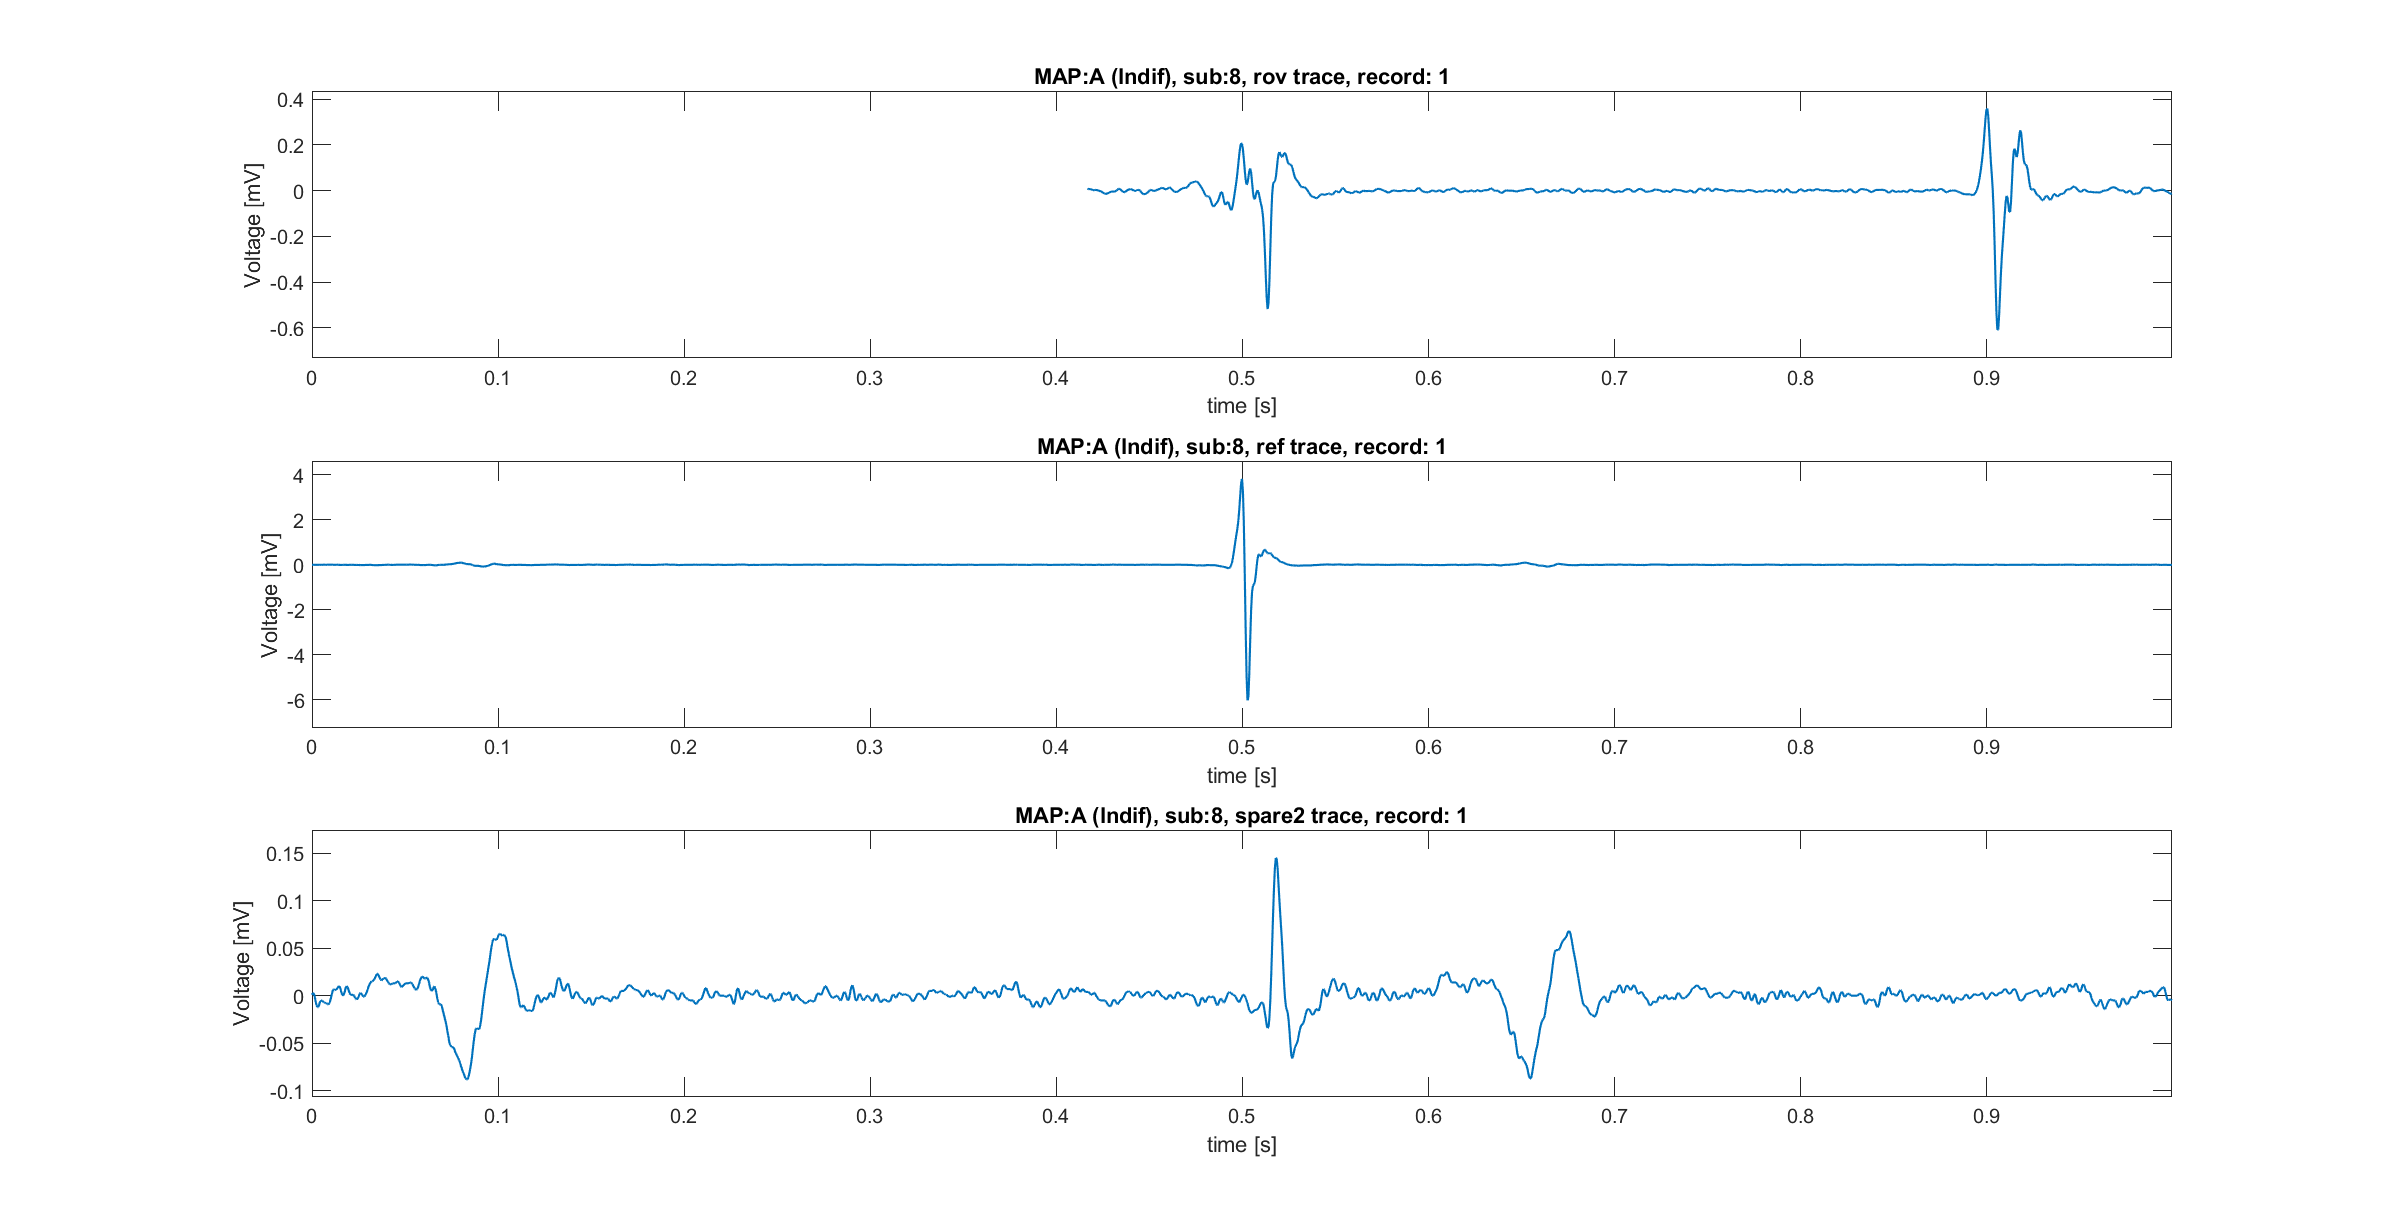 MAP:A (Indif), sub:8, rov trace, record: 1
0.4
0.2
0
-0.2
-0.4
-0.6
Voltage [mV]
0 0.1 0.2 0.3 0.4 0.5 0.6 0.7 0.8 0.9
time [s]
MAP:A (Indif), sub:8, ref trace, record: 1
4
2
0
-2
-4
-6
Voltage [mV]
0 0.1 0.2 0.3 0.4 0.5 0.6 0.7 0.8 0.9
time [s]
MAP:A (Indif), sub:8, spare2 trace, record: 1
0.15
0.1
0.05
0
-0.05
-0.1
Voltage [mV]
0 0.1 0.2 0.3 0.4 0.5 0.6 0.7 0.8 0.9
time [s]